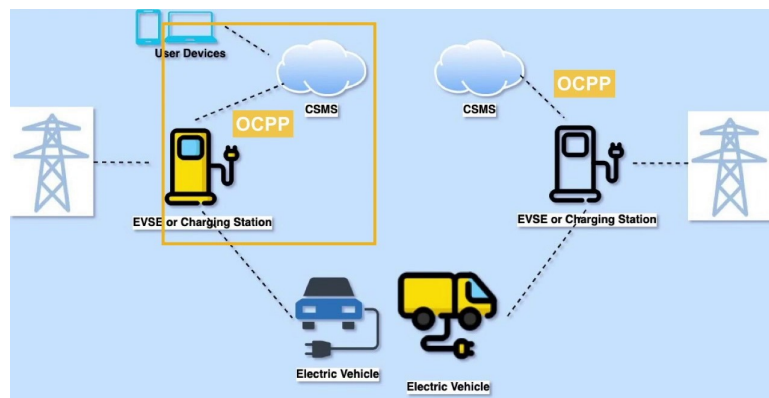 User Devices
CSMS
OCPP
EVSE or Charging Station
CSMS
OCPP
EVSE or Charging Station
Electric Vehicle
Electric Vehicle